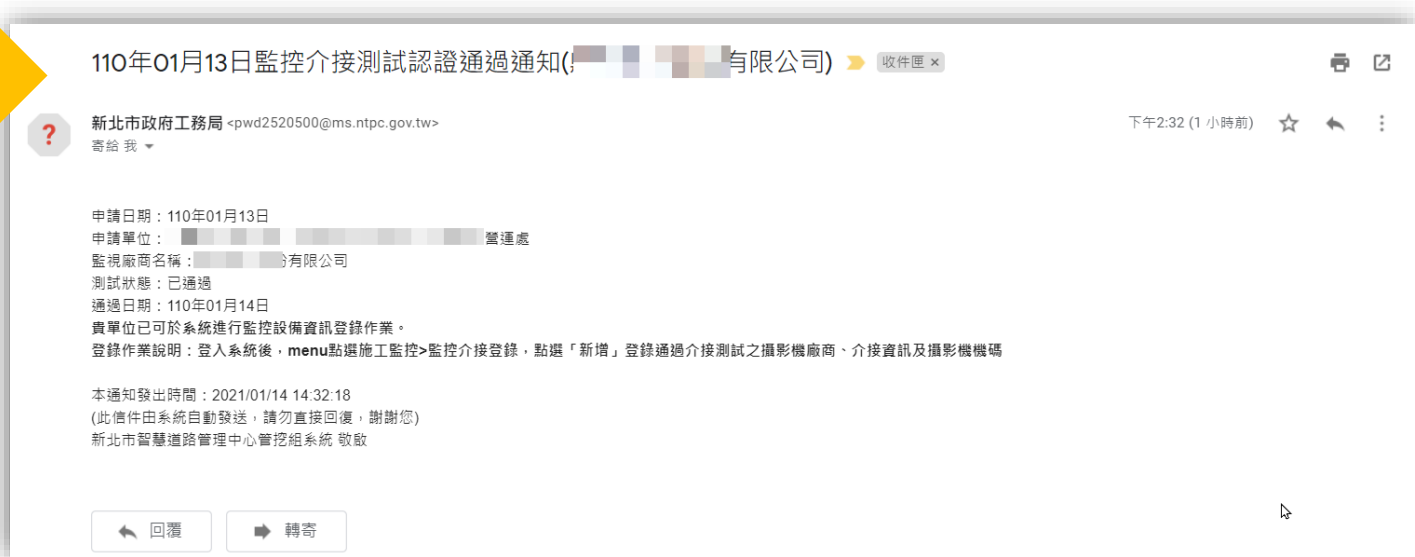 110年01月13日監控介接測試認證通過通知( 有限公司) 收件匣 ×
?
新北市政府工務局 <pwd2520500@ms.ntpc.gov.tw> 下午2:32 (1 小時前)
寄給 我
申請日期：110年01月13日
申請單位： 營運處
監視廠商名稱： 有限公司
測試狀態：已通過
通過日期：110年01月14日
貴單位已可於系統進行監控設備資訊登錄作業。
登錄作業說明：登入系統後，menu點選施工監控>監控介接登錄，點選「新增」登錄通過介接測試之攝影機廠商、介接資訊及攝影機機碼
本通知發出時間：2021/01/14 14:32:18
(此信件由系統自動發送，請勿直接回復，謝謝您)
新北市智慧道路管理中心管挖組系統 敬啟
回覆 轉寄